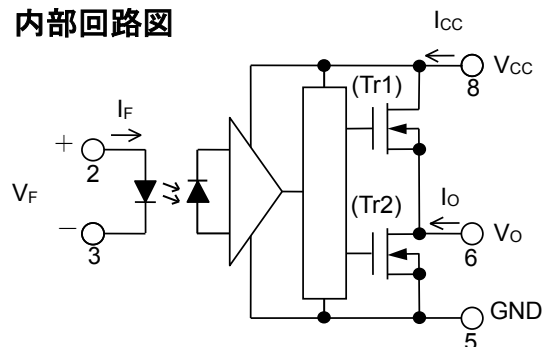 内部回路図
ICC
VCC
8
(Tr1)
IF
+
2
VF
−
3
(Tr2)
IO
VO
6
GND
5